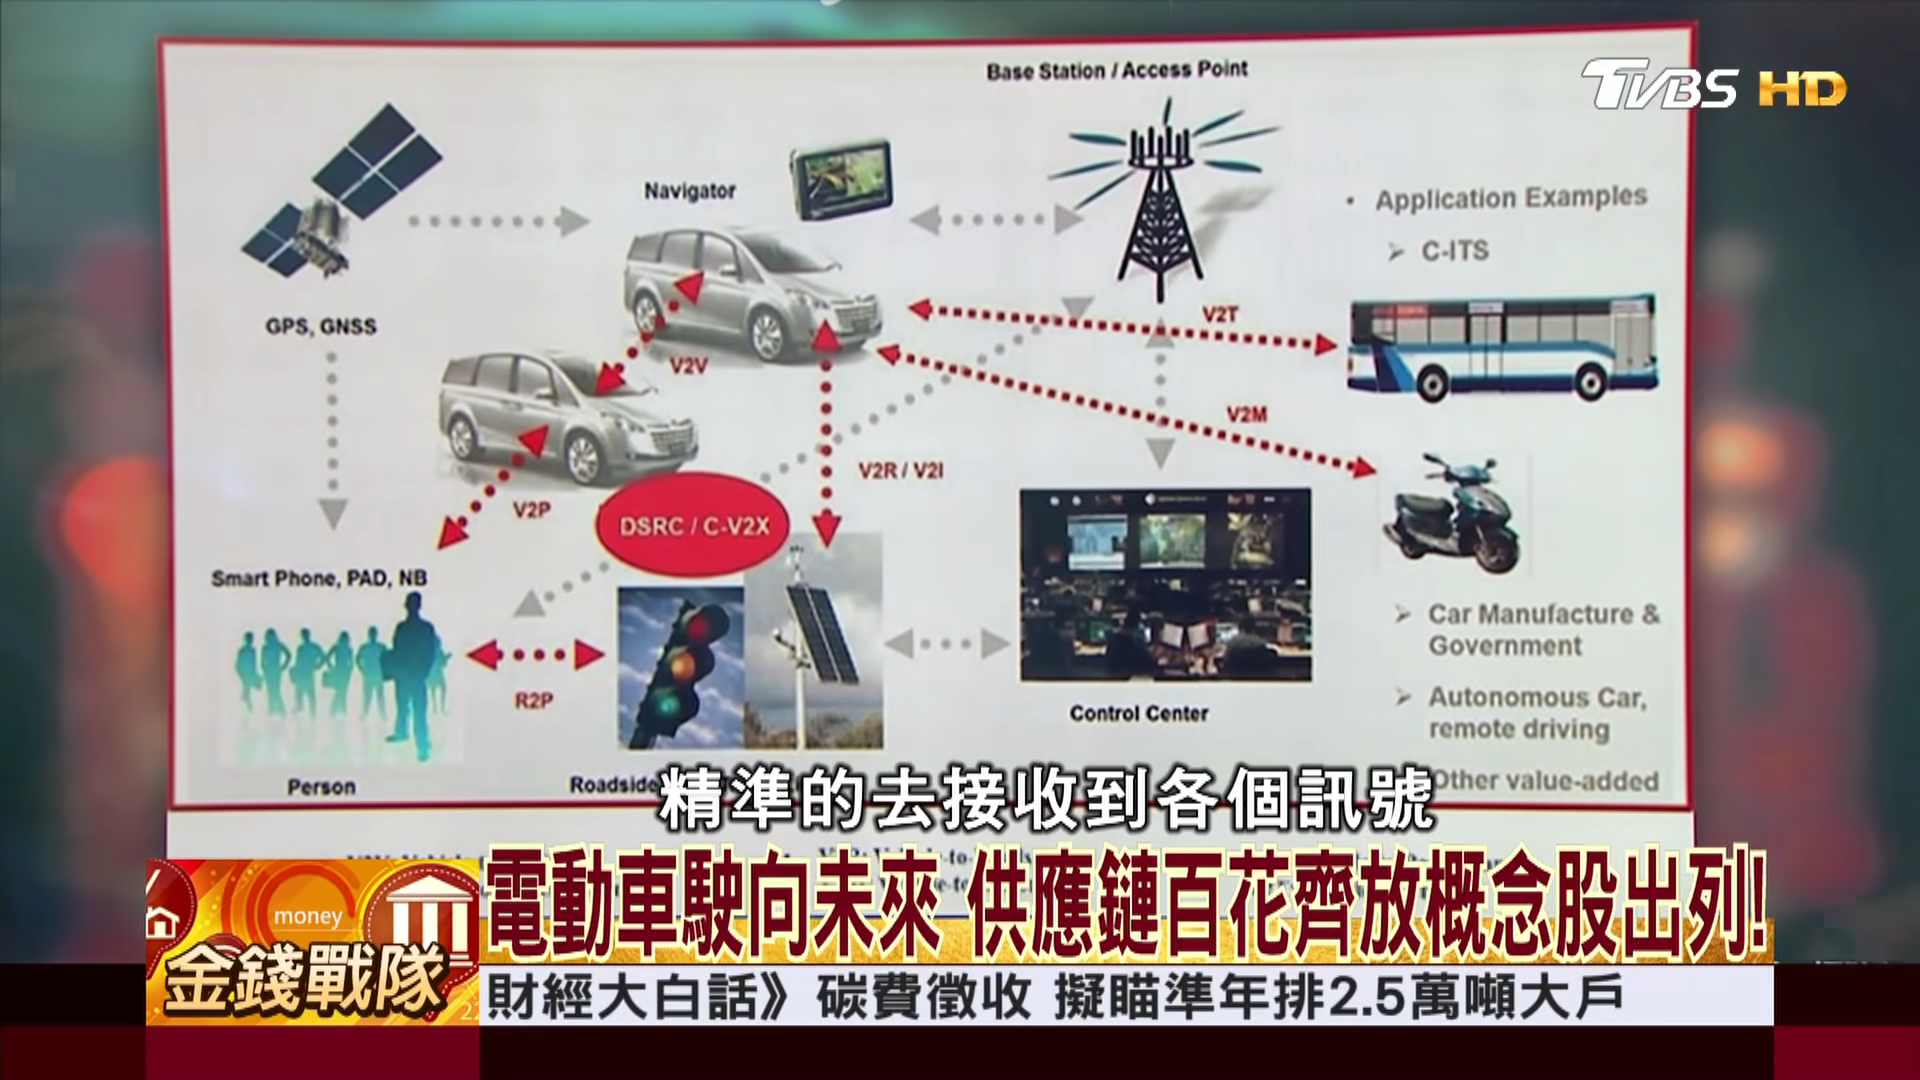 Base Station / Access Point
TVBS HD
Navigator
Application Examples
C-ITS
GPS, GNSS
V2T
V2V
V2M
V2R / V2I
V2P
DSRC / C-V2X
Smart Phone, PAD, NB
Car Manufacture &
Government
R2P
Autonomous Car,
remote driving
Control Center
Person
Roadside
Other value-added
精準的去接收到各個訊號
money
金錢戰隊
電動車駛向未來 供應鏈百花齊放概念股出列!
財經大白話》碳費徵收 擬瞄準年排2.5萬噸大戶